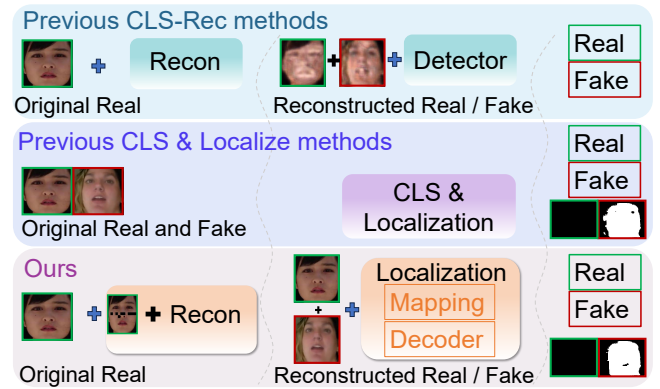 Previous CLS-Rec methods
Recon
Detector
Real
Fake
Original Real
Reconstructed Real / Fake
Previous CLS & Localize methods
Real
Fake
CLS &
Localization
Original Real and Fake
Ours
Recon
Localization
Mapping
Decoder
Real
Fake
Original Real
Reconstructed Real / Fake